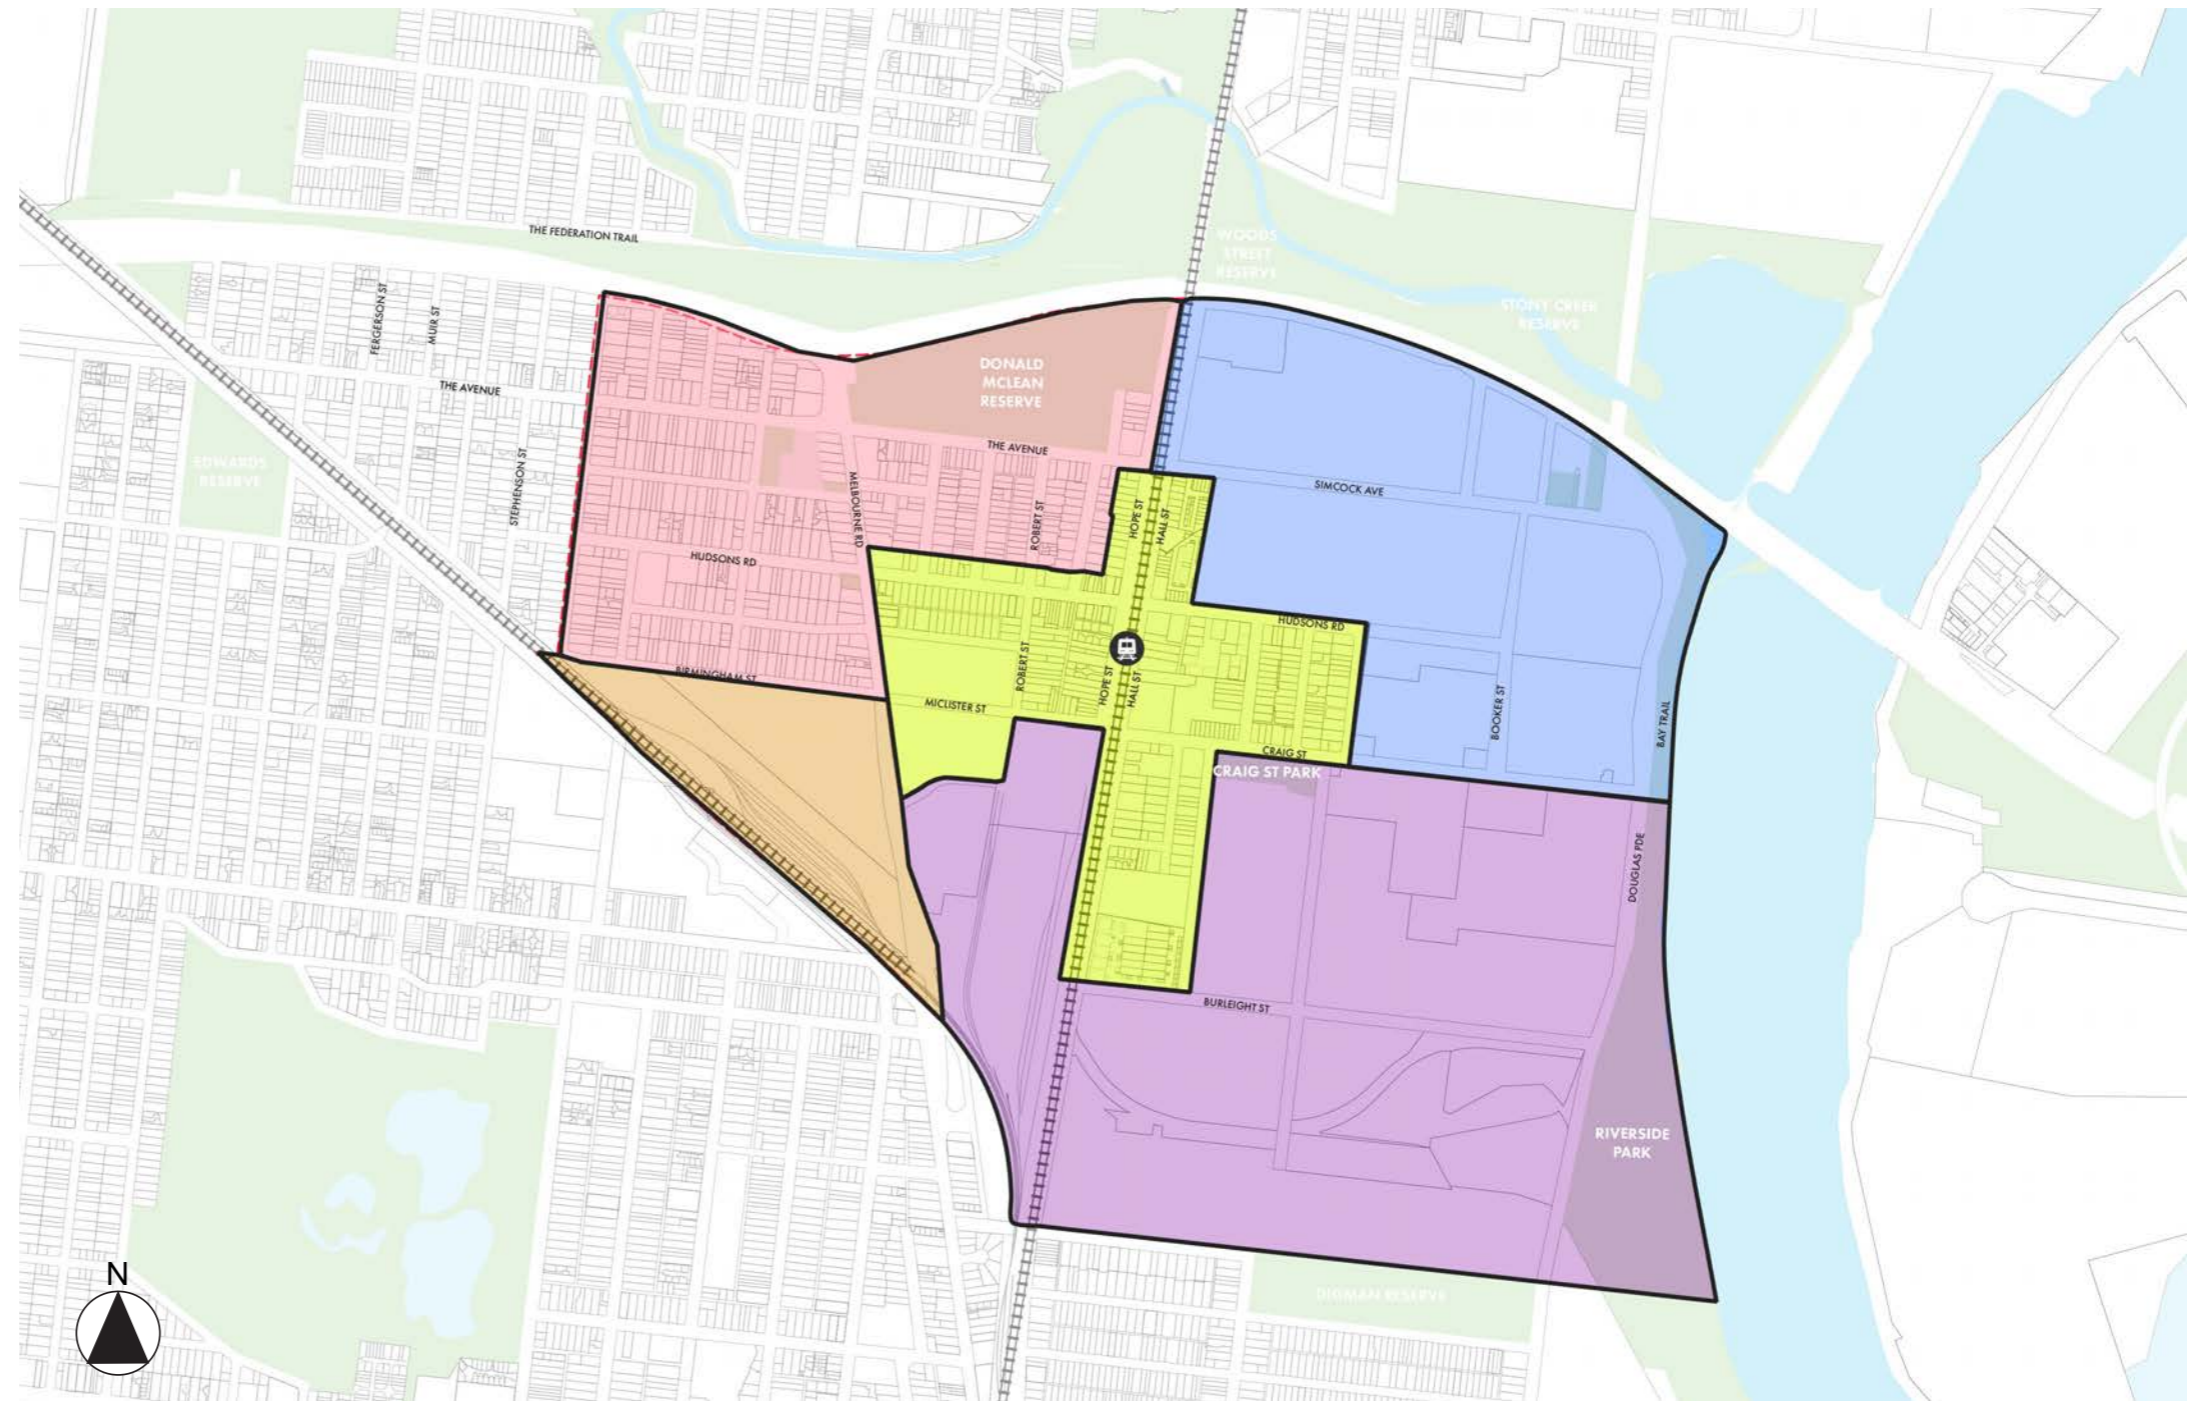 WOODS
STREET
RESERVE
THE FEDERATION TRAIL
STONY CREEK
RESERVE
FERGERSON ST
MUIR ST
THE AVENUE
DONALD
MCLEAN
RESERVE
THE AVENUE
EDWARDS
RESERVE
STEPHENSON ST
MELBOURNE RD
ROBERT ST
HOPE ST
HALL ST
SIMCOCK AVE
HUDSONS RD
HUDSONS RD
BIRMINGHAM ST
ROBERT ST
HOPE ST
HALL ST
MICLISTER ST
BOOKER ST
BAY TRAIL
CRAIG ST
CRAIG ST PARK
DOUGLAS PDE
BURLEIGHT ST
RIVERSIDE
PARK
DIGMAN RESERVE
N